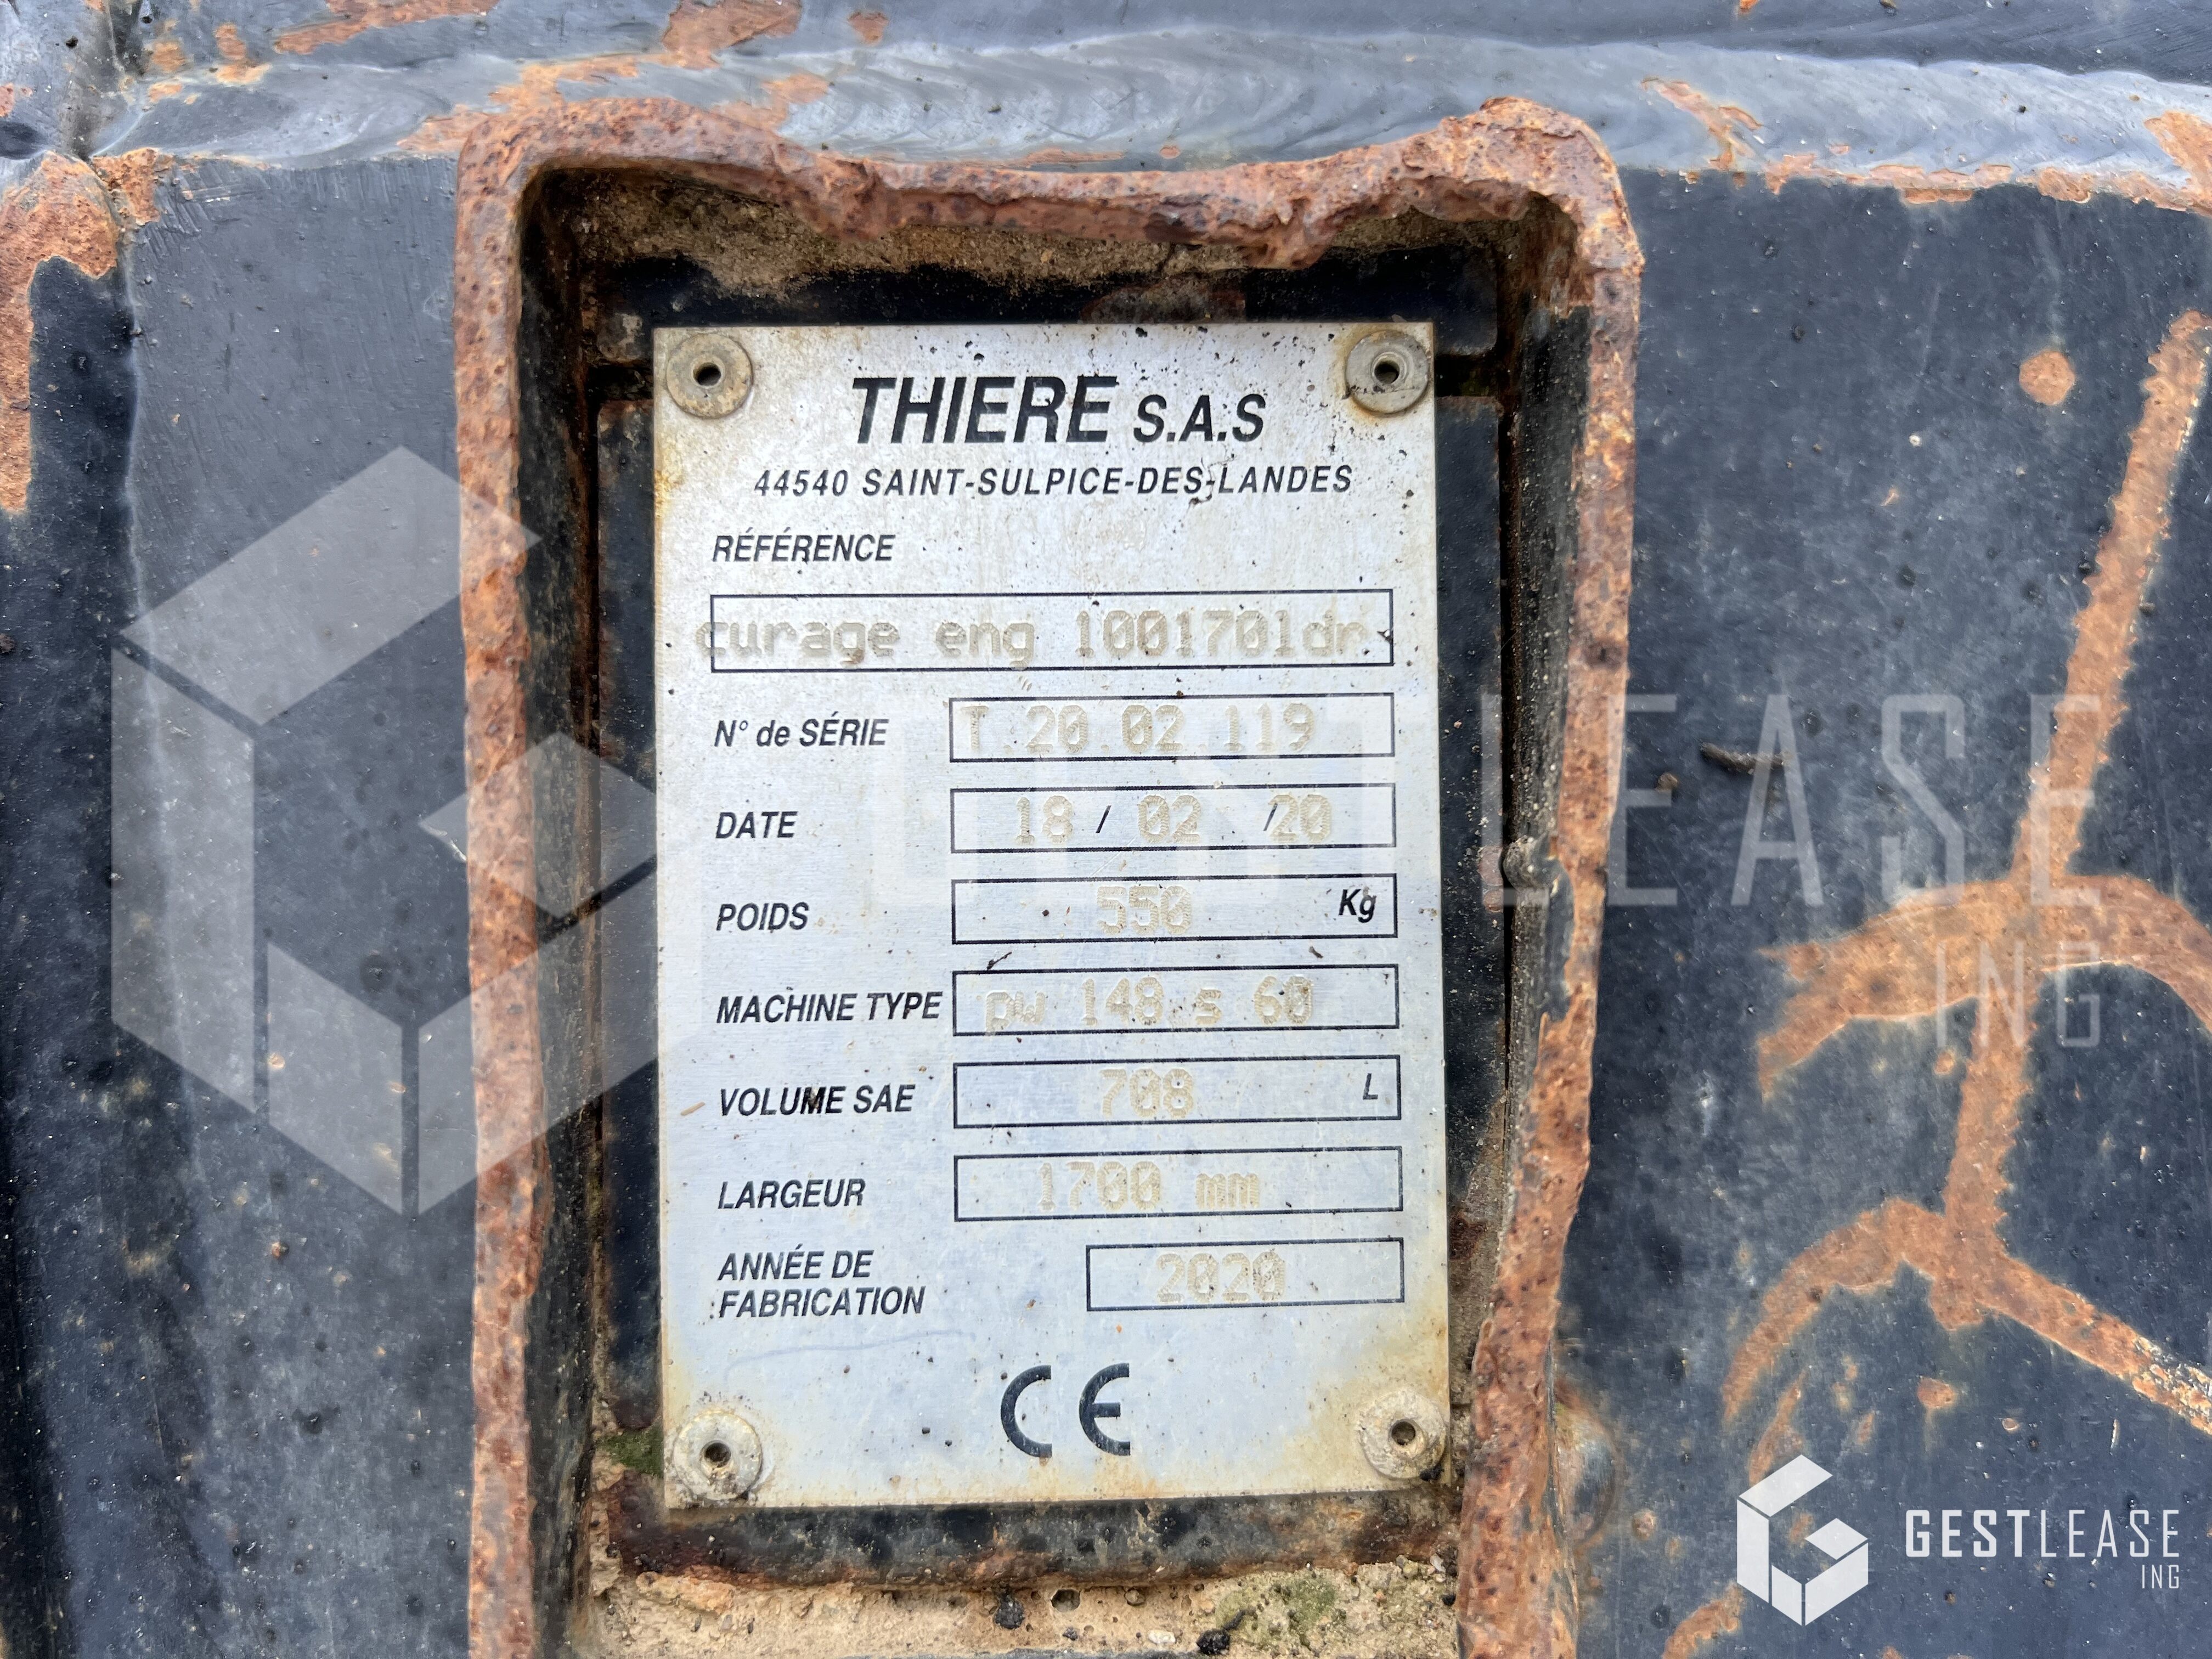 THIERE S.A.S
44540 SAINT-SULPICE-DES-LANDES
RÉFÉRENCE
curage eng 1001701dr
N° de SÉRIE T.20.02.119
DATE 18 / 02 / 20
POIDS 550 Kg
MACHINE TYPE pw 148,s 60
VOLUME SAE 708 L
LARGEUR 1700 mm
ANNÉE DE
FABRICATION 2020
CE
GESTLEASE
ING
GESTLEASE
ING